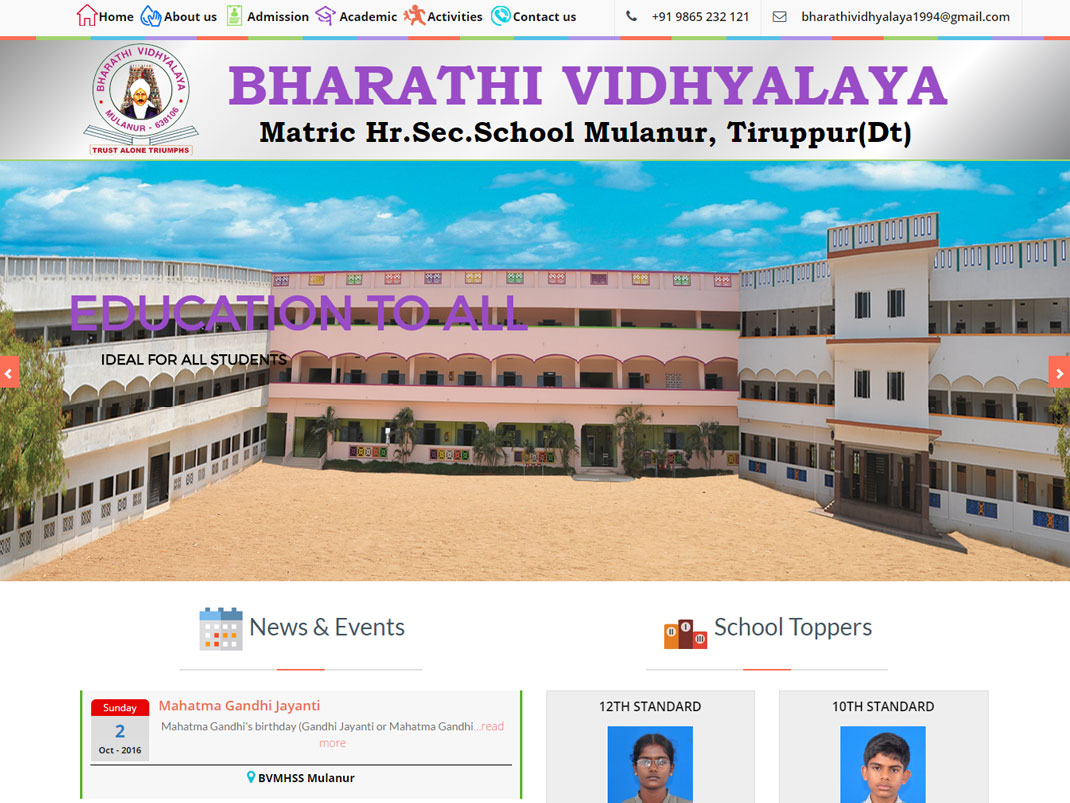 Home About us Admission Academic Activities Contact us +91 9865 232 121 bharathividhyalaya1994@gmail.com
BHARATHI VIDHYALAYA
MULANUR - 638106
TRUST ALONE TRIUMPHS
BHARATHI VIDHYALAYA
Matric Hr.Sec.School Mulanur, Tiruppur(Dt)
EDUCATION TO ALL
IDEAL FOR ALL STUDENTS
News & Events
School Toppers
Sunday
2
Oct - 2016
Mahatma Gandhi Jayanti
Mahatma Gandhi's birthday (Gandhi Jayanti or Mahatma Gandhi...read
more
BVMHSS Mulanur
12TH STANDARD
10TH STANDARD
II I III